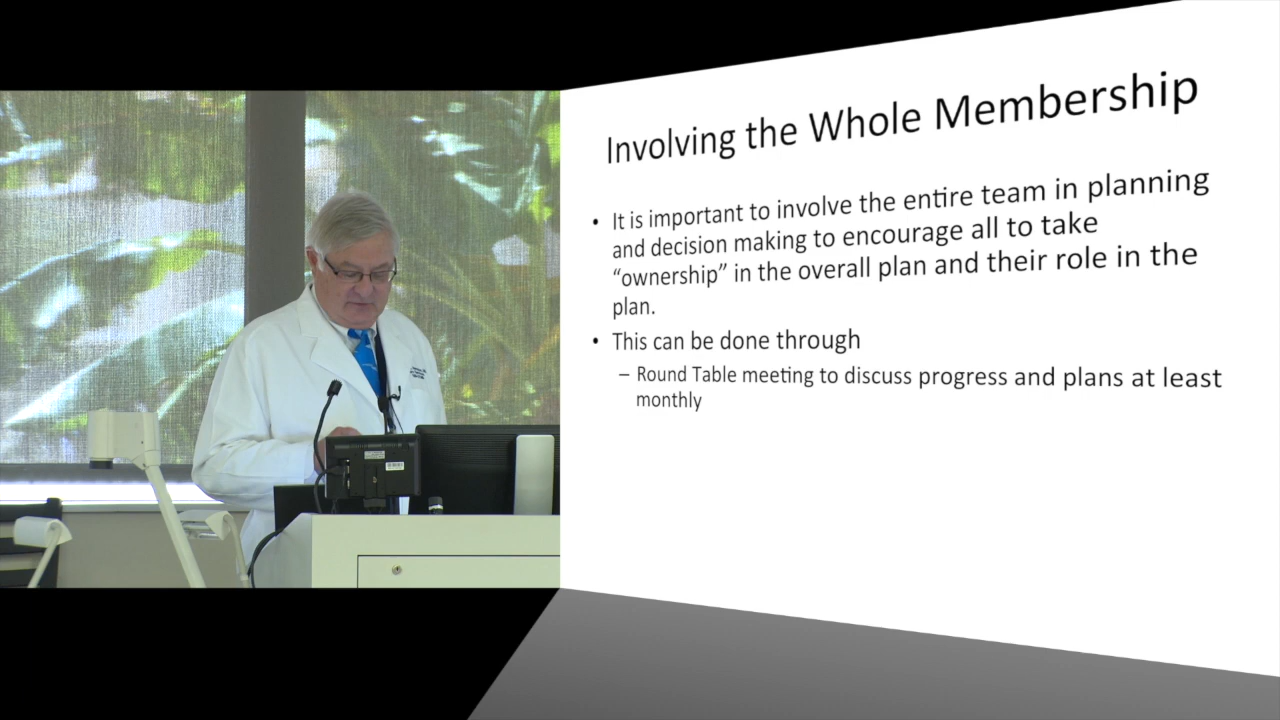 Involving the Whole Membership
• It is important to involve the entire team in planning
and decision making to encourage all to take
“ownership” in the overall plan and their role in the
plan.
• This can be done through
– Round Table meeting to discuss progress and plans at least
monthly